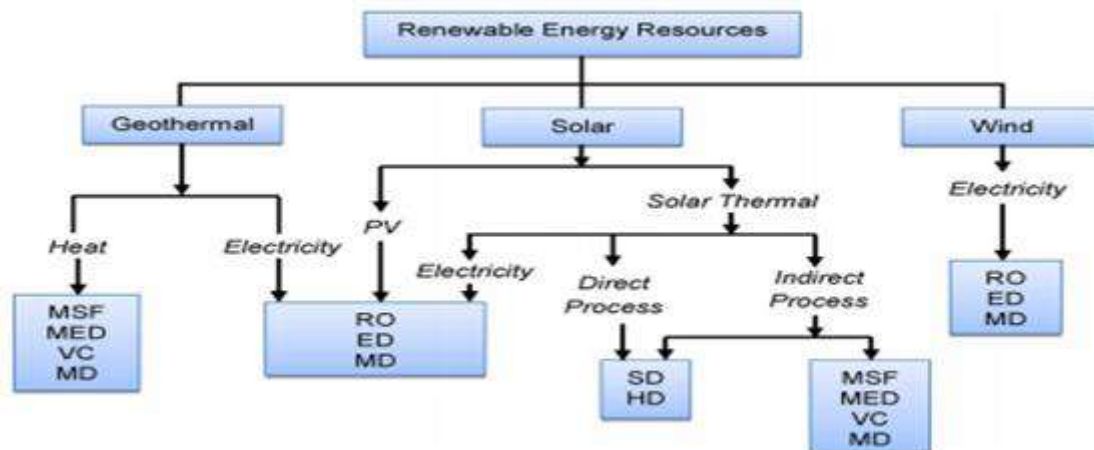 Renewable Energy Resources
Geothermal
Solar
Wind
Solar Thermal
Electricity
PV
Heat
Electricity
Electricity
Direct
Process
Indirect
Process
MSF
MED
VC
MD
RO
ED
MD
SD
HD
MSF
MED
VC
MD
RO
ED
MD